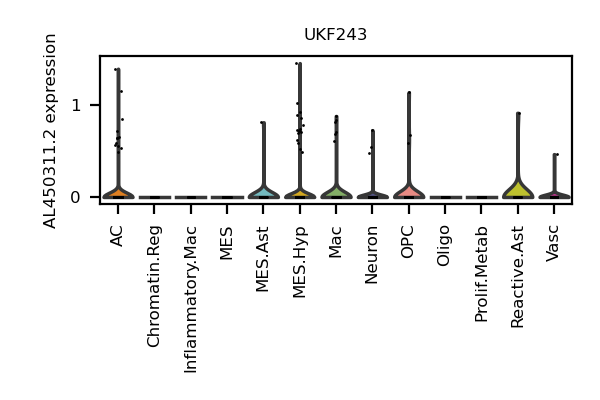 UKF243
AL450311.2 expression
1
0
AC
Chromatin.Reg
Inflammatory.Mac
MES
MES.Ast
MES.Hyp
Mac
Neuron
OPC
Oligo
Prolif.Metab
Reactive.Ast
Vasc